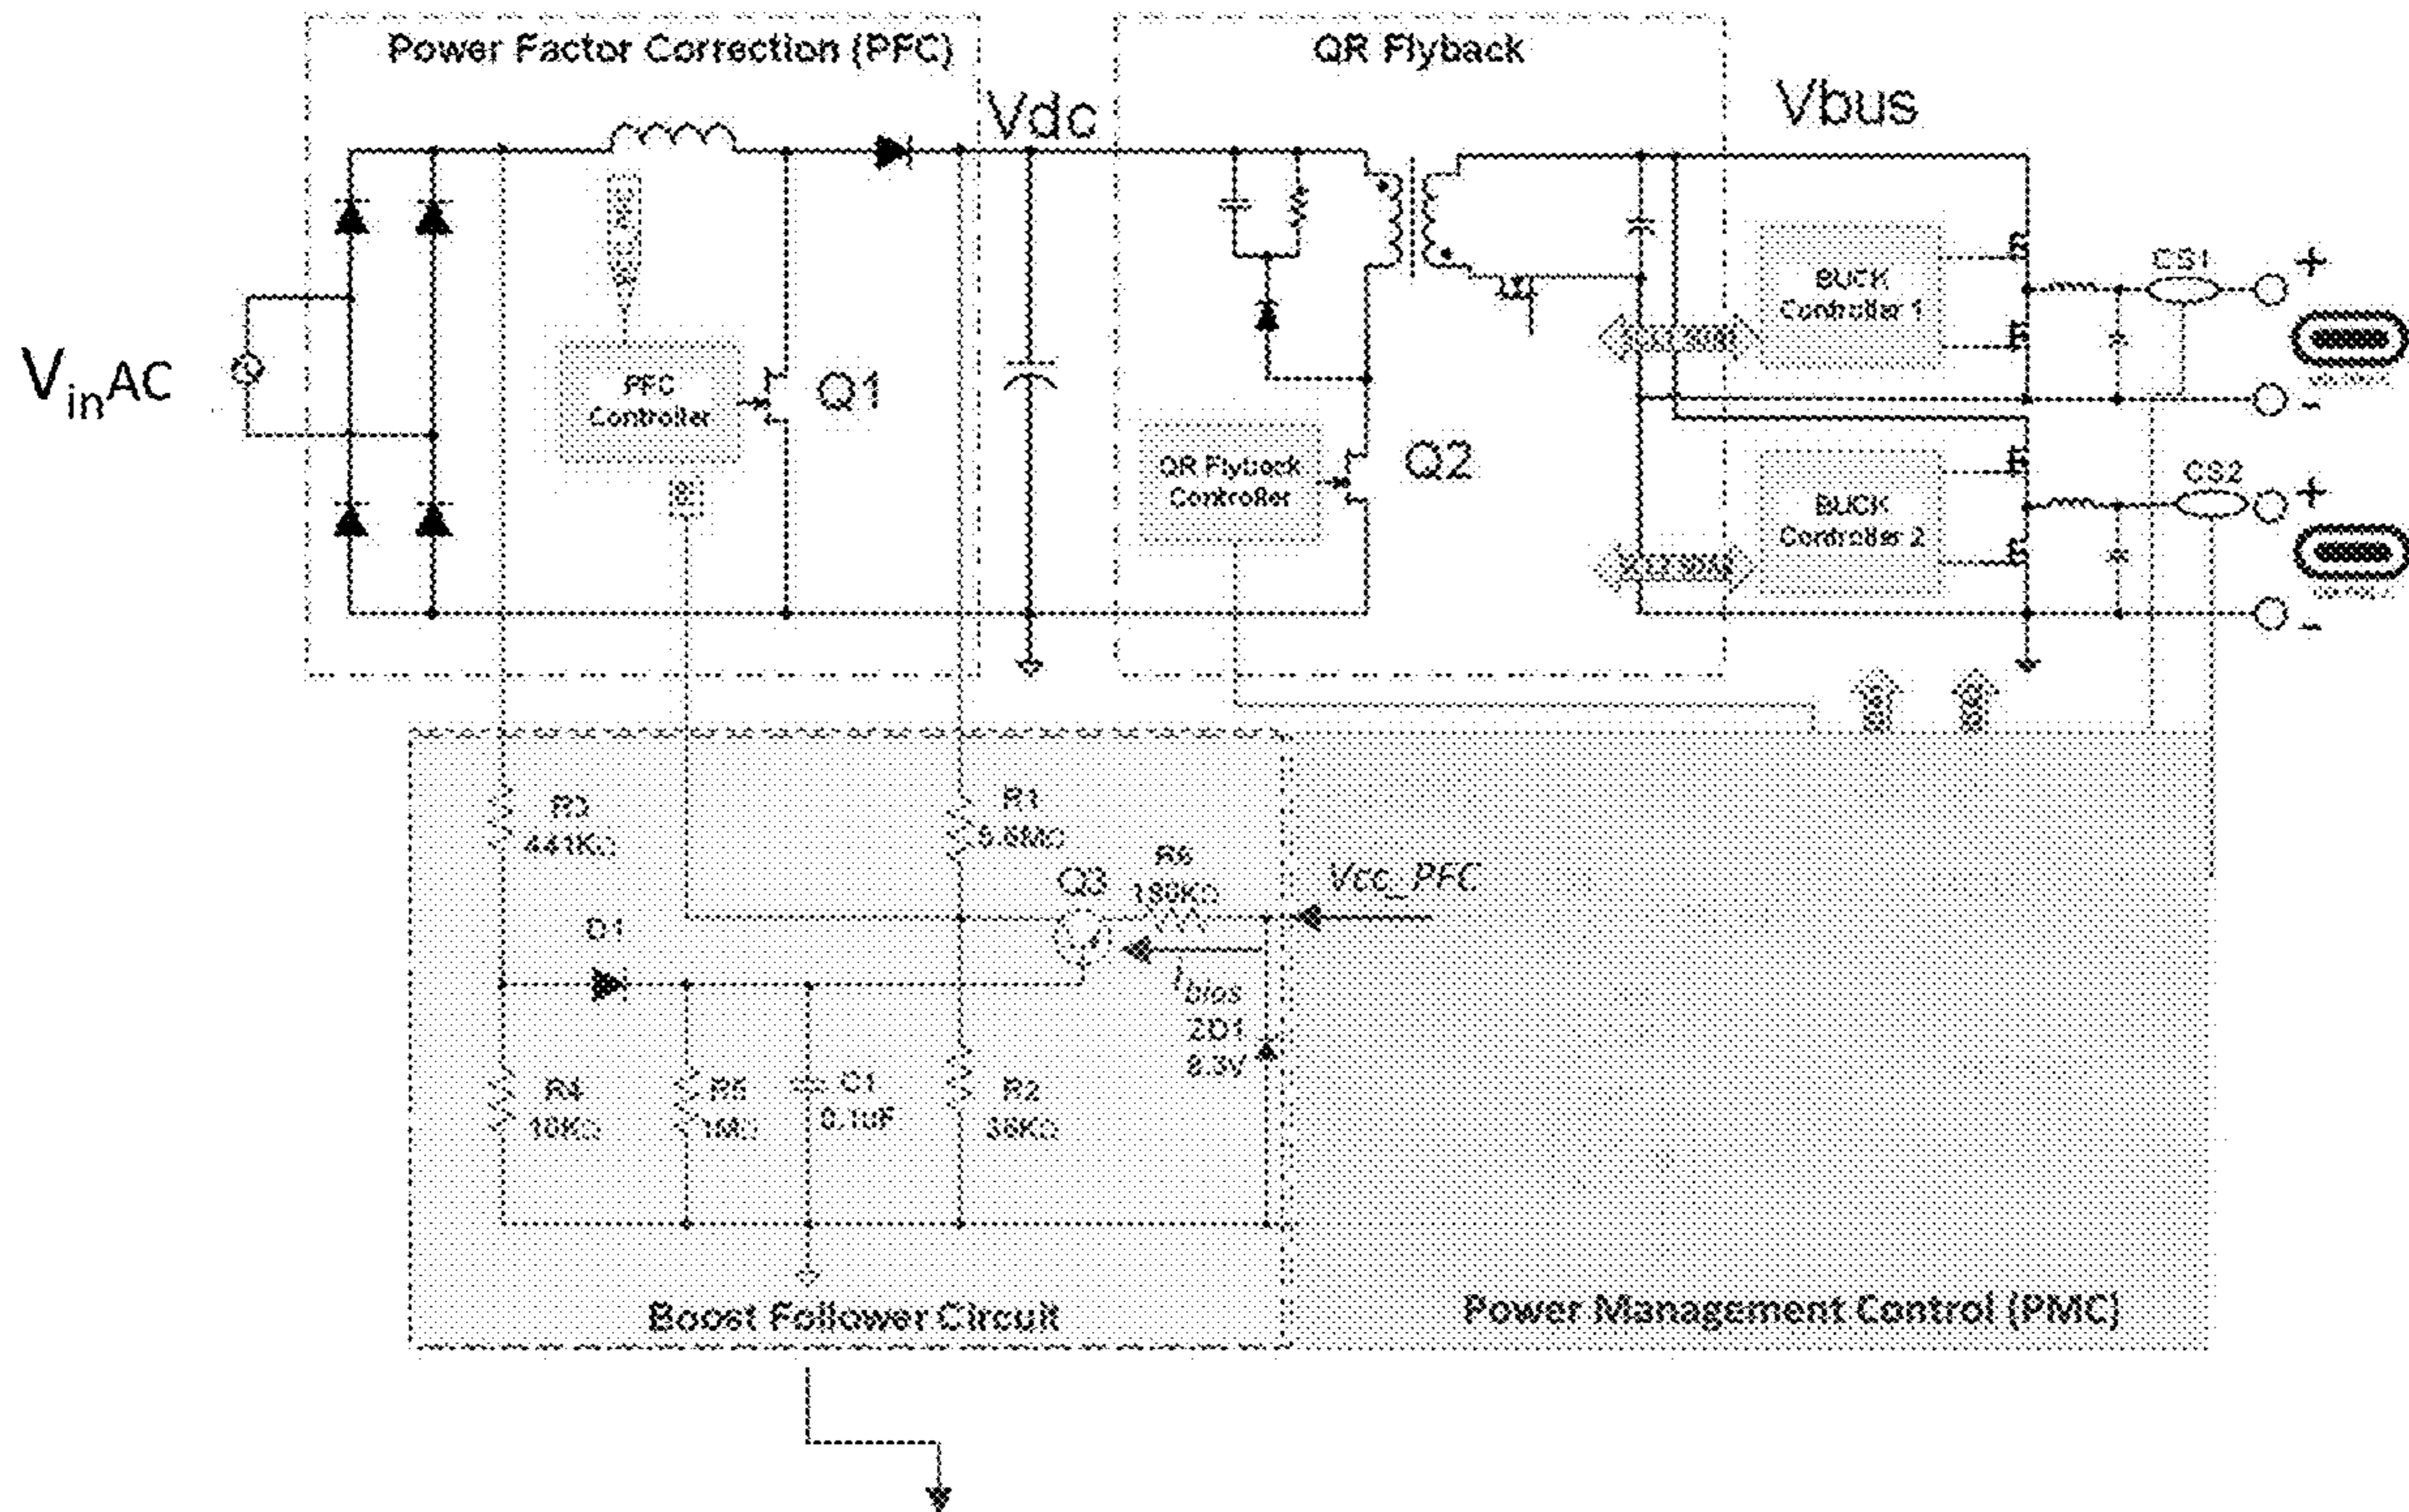 Power Factor Correction (PFC)
QR Flyback
Vdc
Vbus
VinAC
PFC
Controller
Q1
QR Flyback
Controller
Q2
BUCK
Controller 1
CS1
+
-
BUCK
Controller 2
CS2
+
-
R3
441KΩ
R1
Q3
R6
180KΩ
Vcc_PFC
D1
Ibias
ZD1
8.3V
R4
10KΩ
R5
1MΩ
C1
0.1uF
R2
36KΩ
Boost Follower Circuit
Power Management Control (PMC)